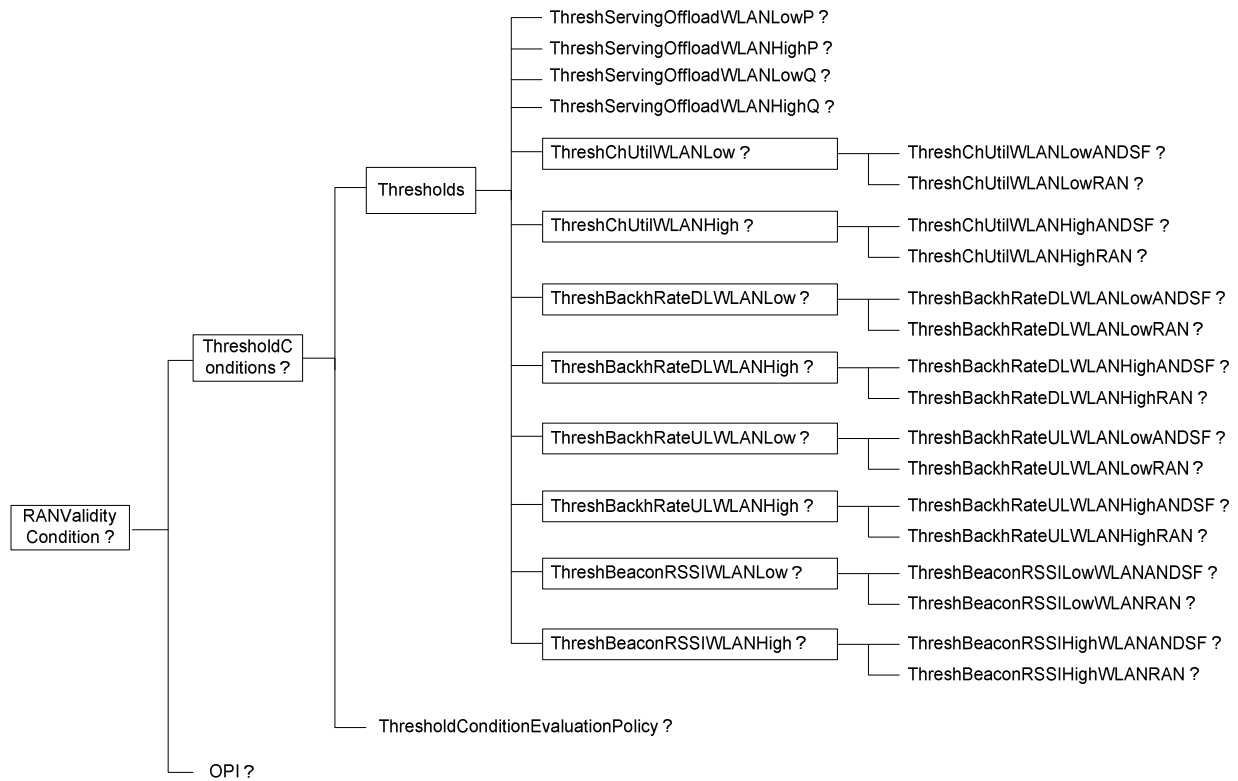 ThreshServingOffloadWLANLowP ?
ThreshServingOffloadWLANHighP ?
ThreshServingOffloadWLANLowQ ?
ThreshServingOffloadWLANHighQ ?
ThreshChUtilWLANLow ?
ThreshChUtilWLANLowANDSF ?
ThreshChUtilWLANLowRAN ?
Thresholds
ThreshChUtilWLANHigh ?
ThreshChUtilWLANHighANDSF ?
ThreshChUtilWLANHighRAN ?
ThreshBackhRateDLWLANLow ?
ThreshBackhRateDLWLANLowANDSF ?
ThreshBackhRateDLWLANLowRAN ?
ThresholdC
onditions ?
ThreshBackhRateDLWLANHigh ?
ThreshBackhRateDLWLANHighANDSF ?
ThreshBackhRateDLWLANHighRAN ?
ThreshBackhRateULWLANLow ?
ThreshBackhRateULWLANLowANDSF ?
ThreshBackhRateULWLANLowRAN ?
RANValidity
Condition ?
ThreshBackhRateULWLANHigh ?
ThreshBackhRateULWLANHighANDSF ?
ThreshBackhRateULWLANHighRAN ?
ThreshBeaconRSSIWLANLow ?
ThreshBeaconRSSILowWLANANDSF ?
ThreshBeaconRSSILowWLANRAN ?
ThreshBeaconRSSIWLANHigh ?
ThreshBeaconRSSIHighWLANANDSF ?
ThreshBeaconRSSIHighWLANRAN ?
ThresholdConditionEvaluationPolicy ?
OPI ?